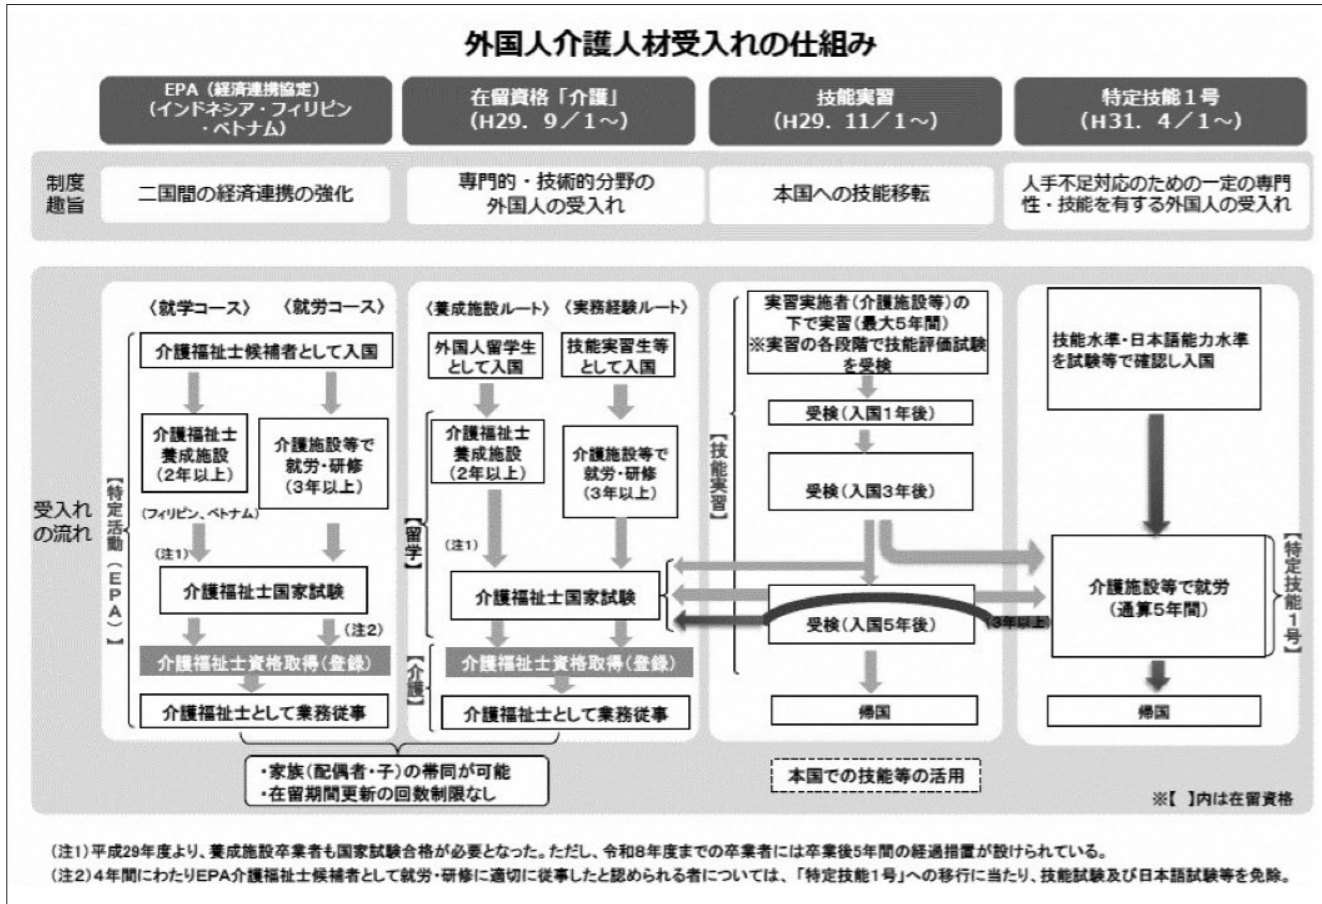 外国人介護人材受入れの仕組み
EPA（経済連携協定）
（インドネシア・フィリピン
・ベトナム）
在留資格「介護」
（H29．9／1～）
技能実習
（H29．11／1～）
特定技能1号
（H31．4／1～）
制度
趣旨
二国間の経済連携の強化
専門的・技術的分野の
外国人の受入れ
本国への技能移転
人手不足対応のための一定の専門
性・技能を有する外国人の受入れ
受入れ
の流れ
【特定活動（EPA）】
〈就学コース〉
〈就労コース〉
介護福祉士候補者として入国
介護福祉士
養成施設
（2年以上）
介護施設等で
就労・研修
（3年以上）
（フィリピン、ベトナム）
（注1）
介護福祉士国家試験
（注2）
介護福祉士資格取得（登録）
介護福祉士として業務従事
〈養成施設ルート〉
〈実務経験ルート〉
外国人留学生
として入国
技能実習生等
として入国
【留学】
介護福祉士
養成施設
（2年以上）
介護施設等で
就労・研修
（3年以上）
（注1）
介護福祉士国家試験
【介護】
介護福祉士資格取得（登録）
介護福祉士として業務従事
・家族（配偶者・子）の帯同が可能
・在留期間更新の回数制限なし
【技能実習】
実習実施者（介護施設等）の
下で実習（最大5年間）
※実習の各段階で技能評価試験
を受検
受検（入国1年後）
受検（入国3年後）
受検（入国5年後）
（3年以上）
帰国
本国での技能等の活用
技能水準・日本語能力水準
を試験等で確認し入国
介護施設等で就労
（通算5年間）
【特定技能1号】
帰国
※【　】内は在留資格
（注1）平成29年度より、養成施設卒業者も国家試験合格が必要となった。ただし、令和8年度までの卒業者には卒業後5年間の経過措置が設けられている。
（注2）4年間にわたりEPA介護福祉士候補者として就労・研修に適切に従事したと認められる者については、「特定技能1号」への移行に当たり、技能試験及び日本語試験等を免除。